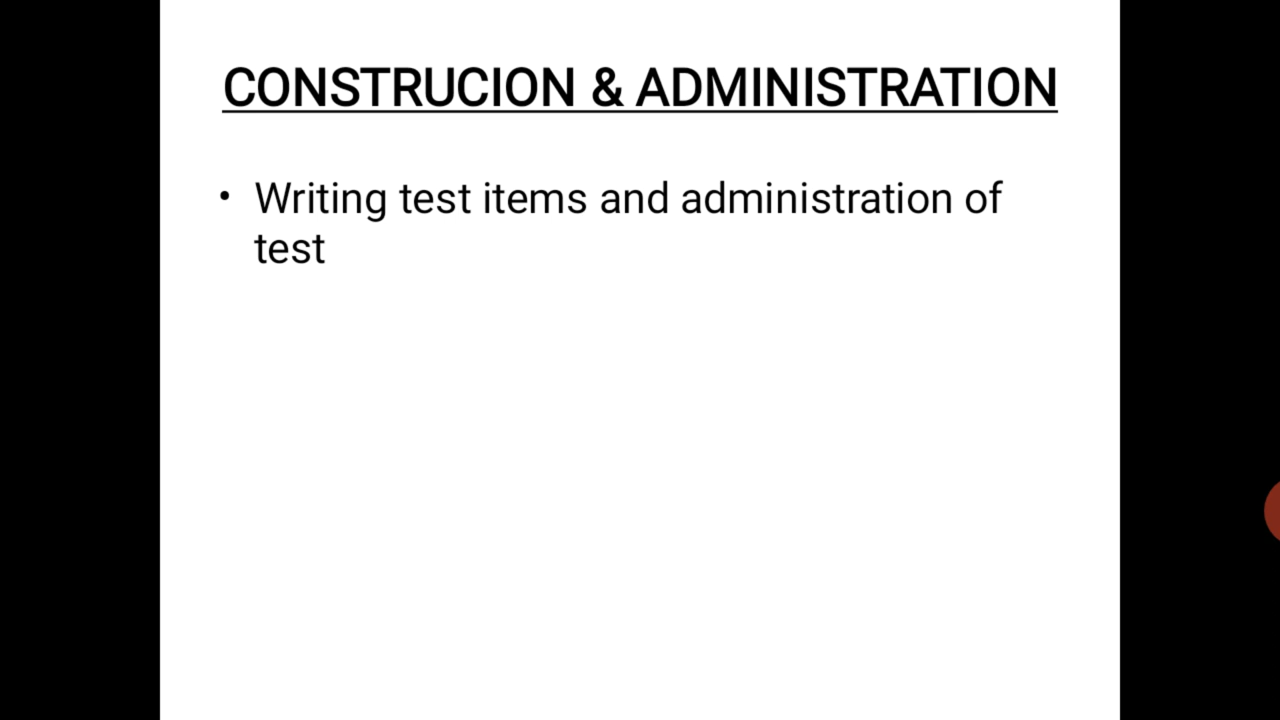 CONSTRUCION & ADMINISTRATION
• Writing test items and administration of
test